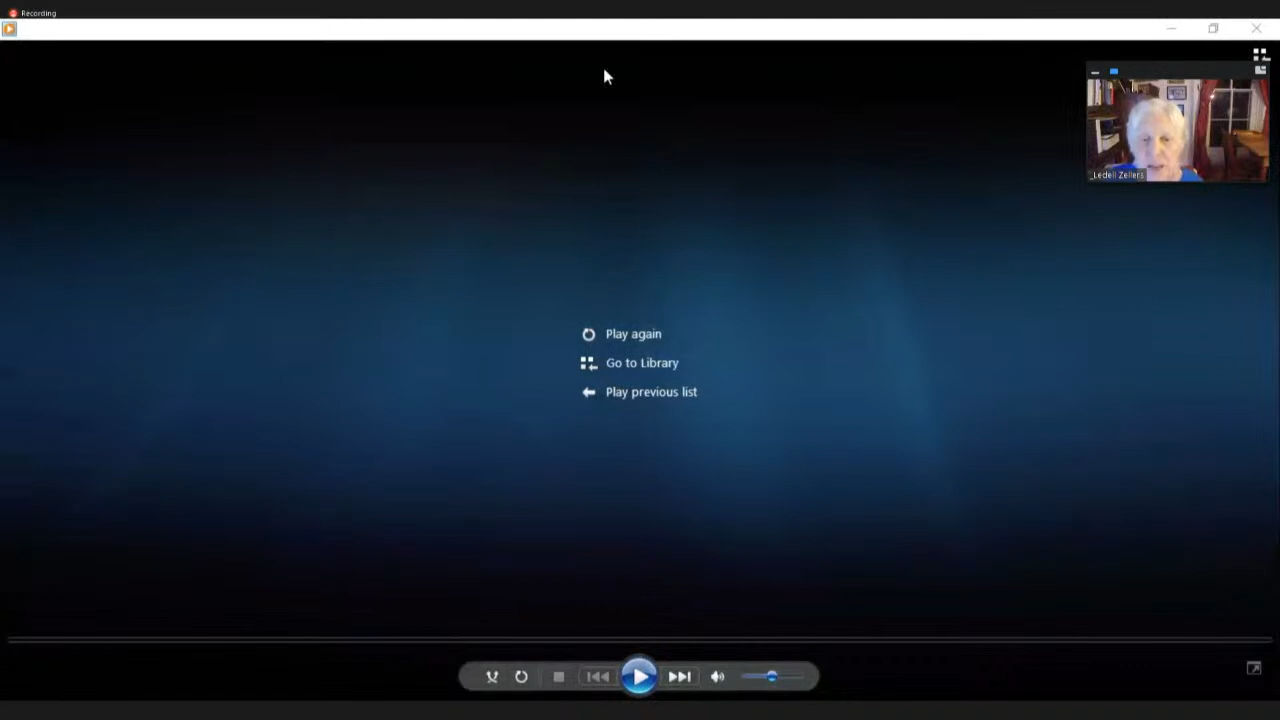 Recording
Ledell Zellers
Play again
Go to Library
Play previous list